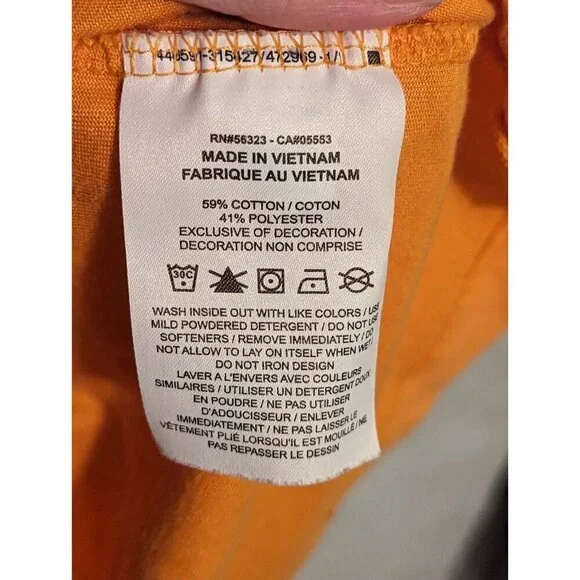 RN#56323 - CA#05553
MADE IN VIETNAM
FABRIQUE AU VIETNAM
59% COTTON / COTON
41% POLYESTER
EXCLUSIVE OF DECORATION /
DECORATION NON COMPRISE
30C
WASH INSIDE OUT WITH LIKE COLORS / USE
MILD POWDERED DETERGENT / DO NOT USE
SOFTENERS / REMOVE IMMEDIATELY / DO
NOT ALLOW TO LAY ON ITSELF WHEN WET /
DO NOT IRON DESIGN
LAVER A L'ENVERS AVEC COULEURS
SIMILAIRES / UTILISER UN DETERGENT DOUX
EN POUDRE / NE PAS UTILISER
D'ADOUCISSEUR / ENLEVER
IMMEDIATEMENT / NE PAS LAISSER LE
VÊTEMENT PLIÉ LORSQU'IL EST MOUILLÉ / NE
PAS REPASSER LE DESSIN